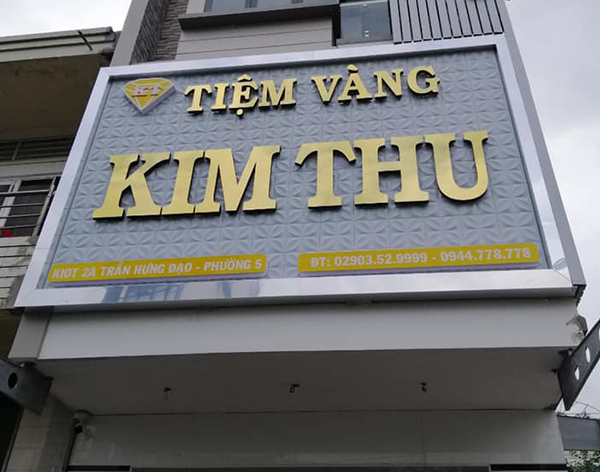 KT
TIỆM VÀNG
KIM THU
KIOT 2A TRẦN HƯNG ĐẠO - PHƯỜNG 5
ĐT: 02903.52.9999 - 0944.778.778